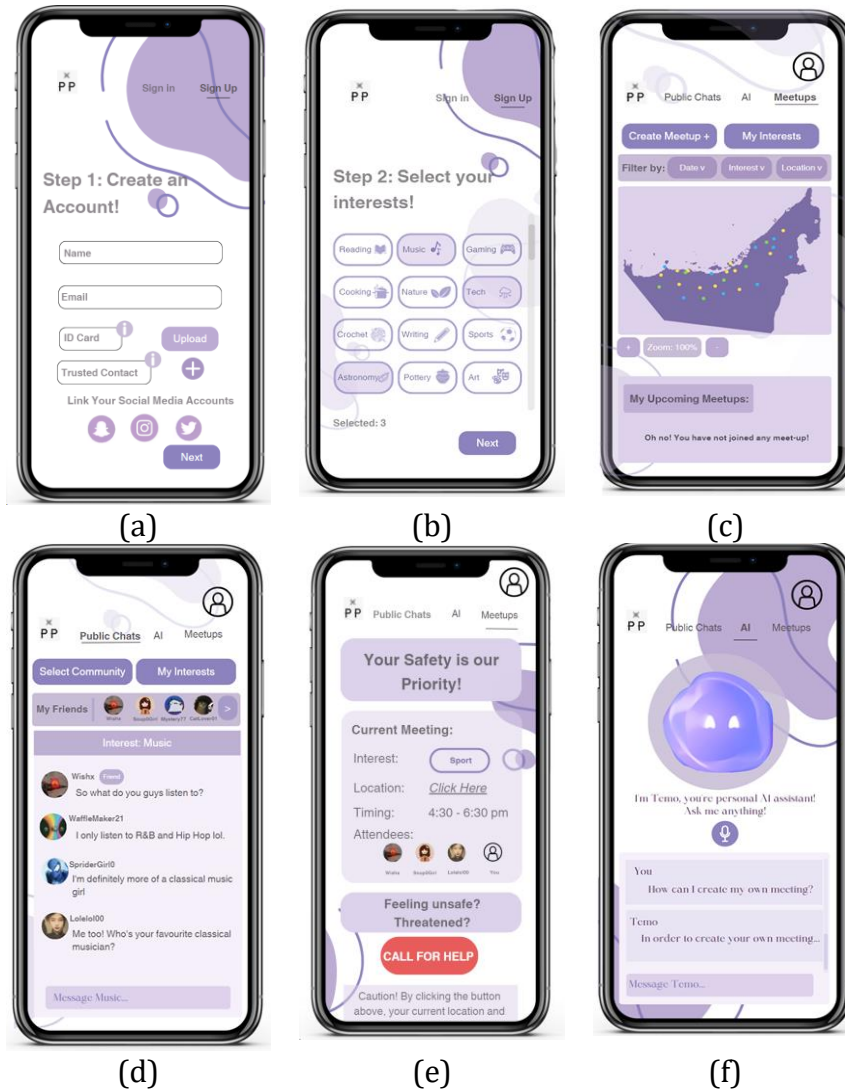 PP
Sign in Sign Up
Step 1: Create an
Account!
Name
Email
ID Card i Upload
Trusted Contact i
Link Your Social Media Accounts
Next
(a)
PP
Sign in Sign Up
Step 2: Select your
interests!
Reading Music Gaming
Cooking Nature Tech
Crochet Writing Sports
Astronomy Pottery Art
Selected: 3
Next
(b)
PP Public Chats AI Meetups
Create Meetup + My Interests
Filter by: Date v Interest v Location v
+ Zoom: 100% -
My Upcoming Meetups:
Oh no! You have not joined any meet-up!
(c)
PP Public Chats AI Meetups
Select Community My Interests
My Friends >
Wishx SoupAGirl Mystery77 CatLover01
Interest: Music
Wishx Friend
So what do you guys listen to?
WaffleMaker21
I only listen to R&B and Hip Hop lol.
SpriderGirl0
I'm definitely more of a classical music
girl
Lolelol00
Me too! Who's your favourite classical
musician?
Message Music...
(d)
PP Public Chats AI Meetups
Your Safety is our
Priority!
Current Meeting:
Interest: Sport
Location: Click Here
Timing: 4:30 - 6:30 pm
Attendees:
Wishx SoupAGirl Lolelol00 You
Feeling unsafe?
Threatened?
CALL FOR HELP
Caution! By clicking the button
above, your current location and
(e)
PP Public Chats AI Meetups
I'm Temo, you're personal AI assistant!
Ask me anything!
You
How can I create my own meeting?
Temo
In order to create your own meeting...
Message Temo...
(f)